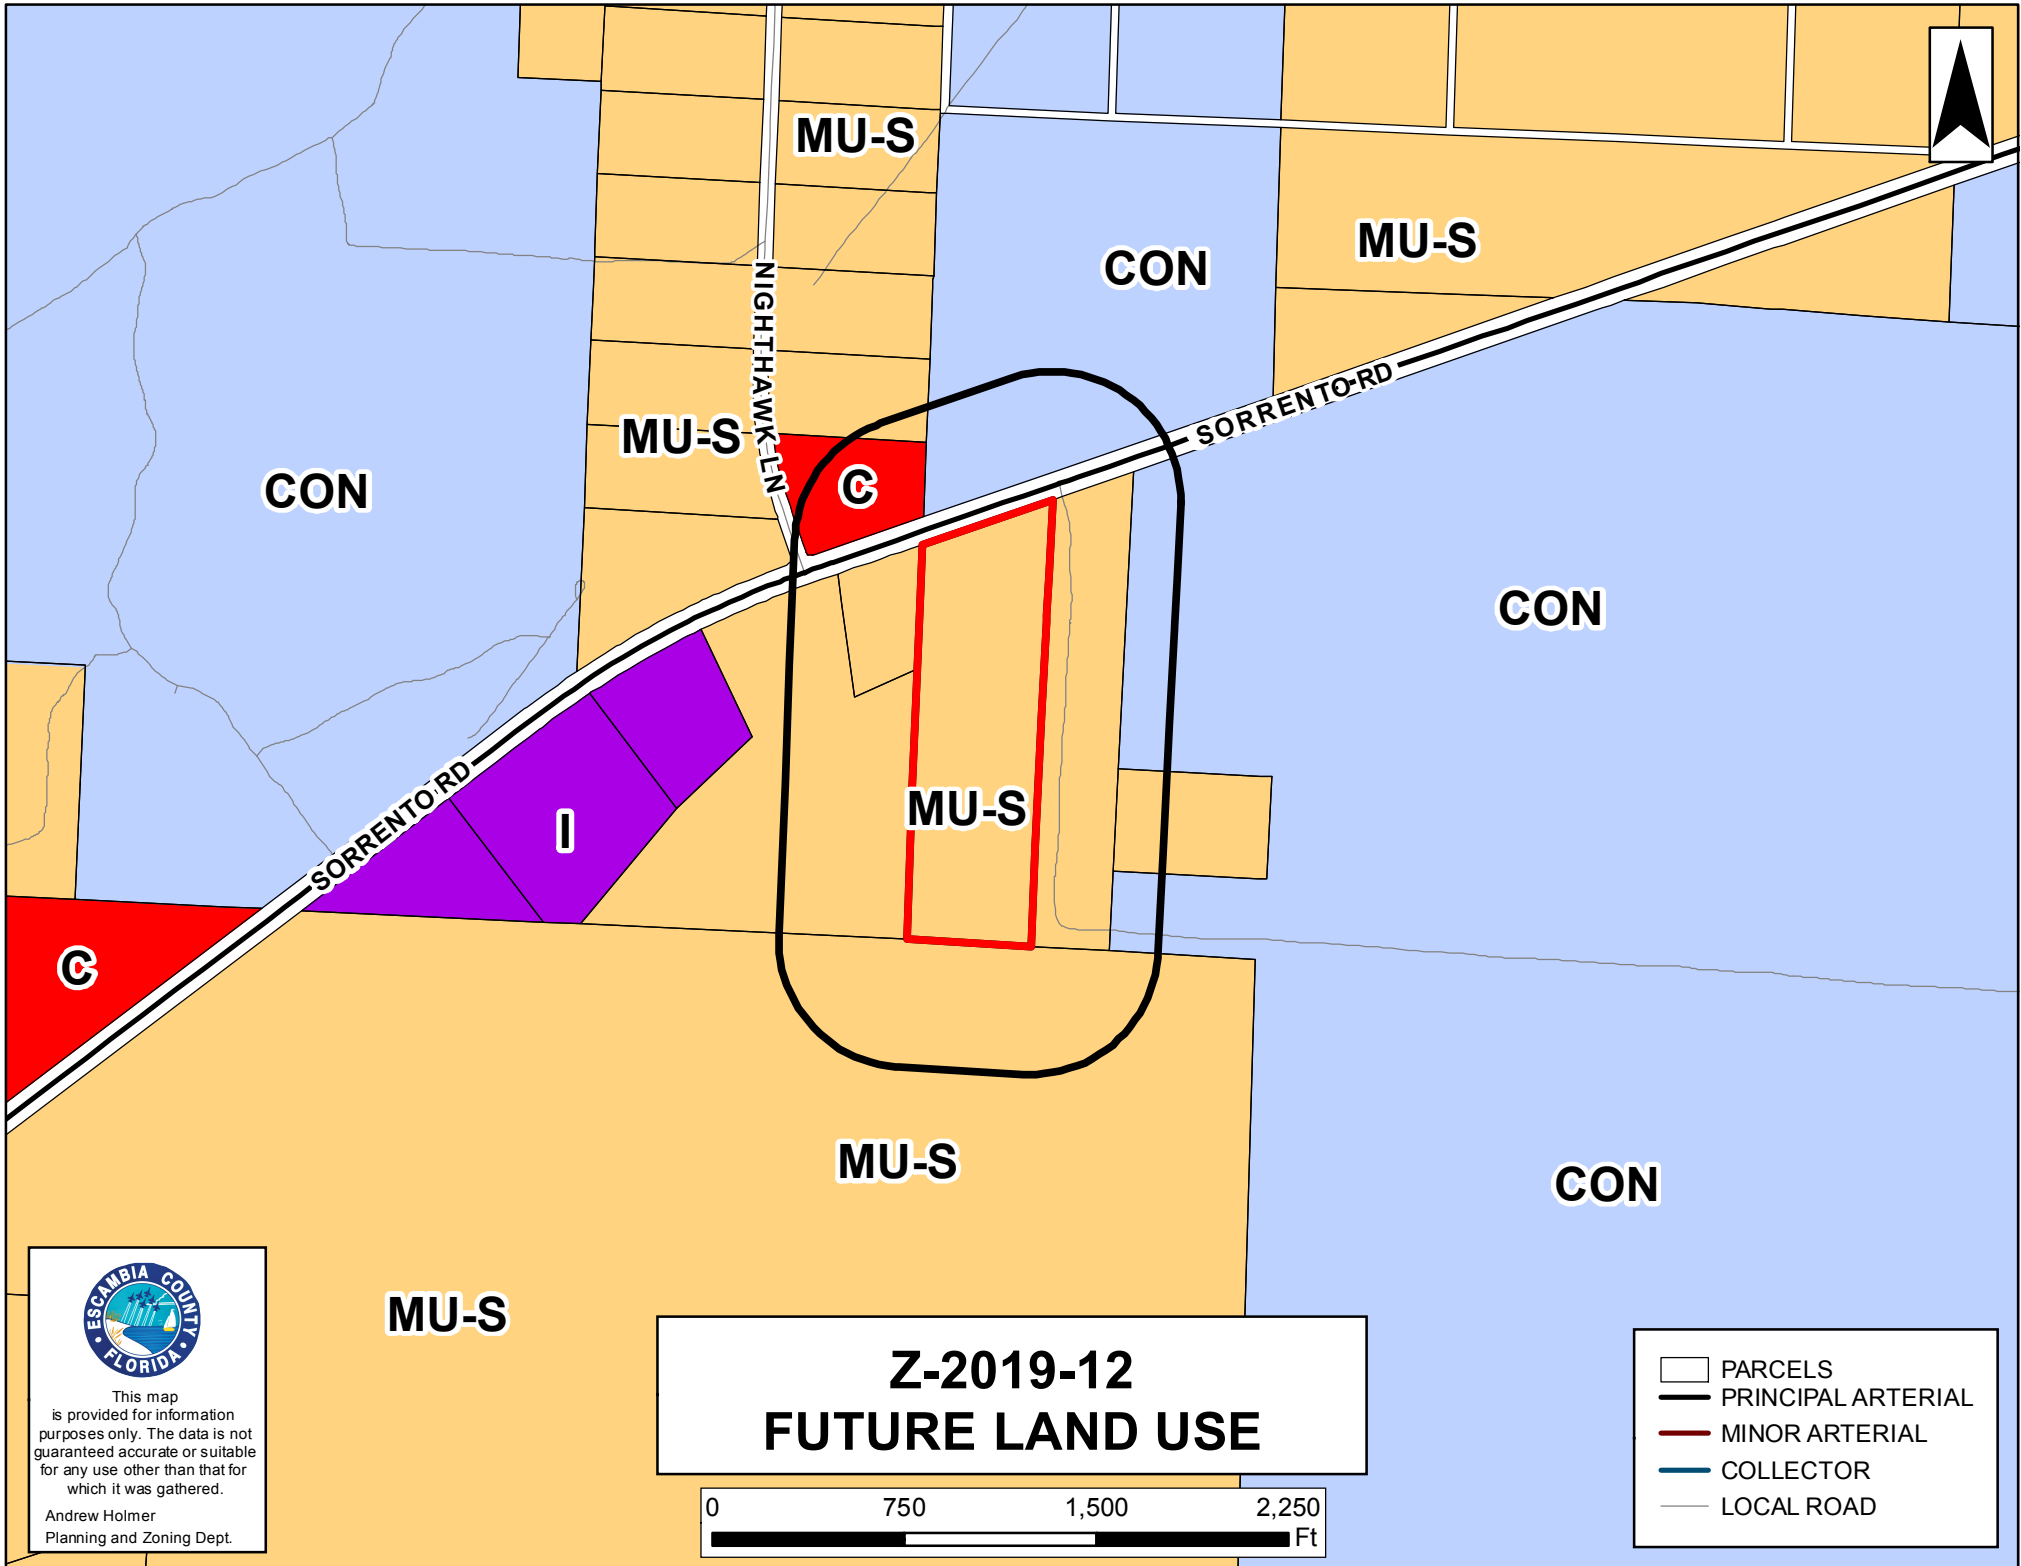 MU-S
CON
MU-S
NIGHTHAWK LN
SORRENTO RD
MU-S
C
CON
CON
MU-S
SORRENTO RD
I
C
MU-S
CON
MU-S
ESCAMBIA COUNTY
FLORIDA
This map
is provided for information
purposes only. The data is not
guaranteed accurate or suitable
for any use other than that for
which it was gathered.
Andrew Holmer
Planning and Zoning Dept.
Z-2019-12
FUTURE LAND USE
0 750 1,500 2,250
Ft
PARCELS
PRINCIPAL ARTERIAL
MINOR ARTERIAL
COLLECTOR
LOCAL ROAD